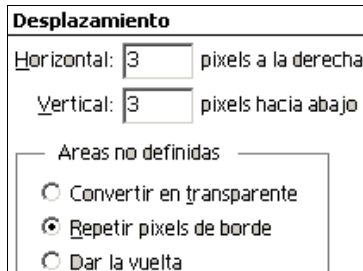 Desplazamiento
Horizontal: 3 pixels a la derecha
Vertical: 3 pixels hacia abajo
Areas no definidas
Convertir en transparente
Repetir pixels de borde
Dar la vuelta